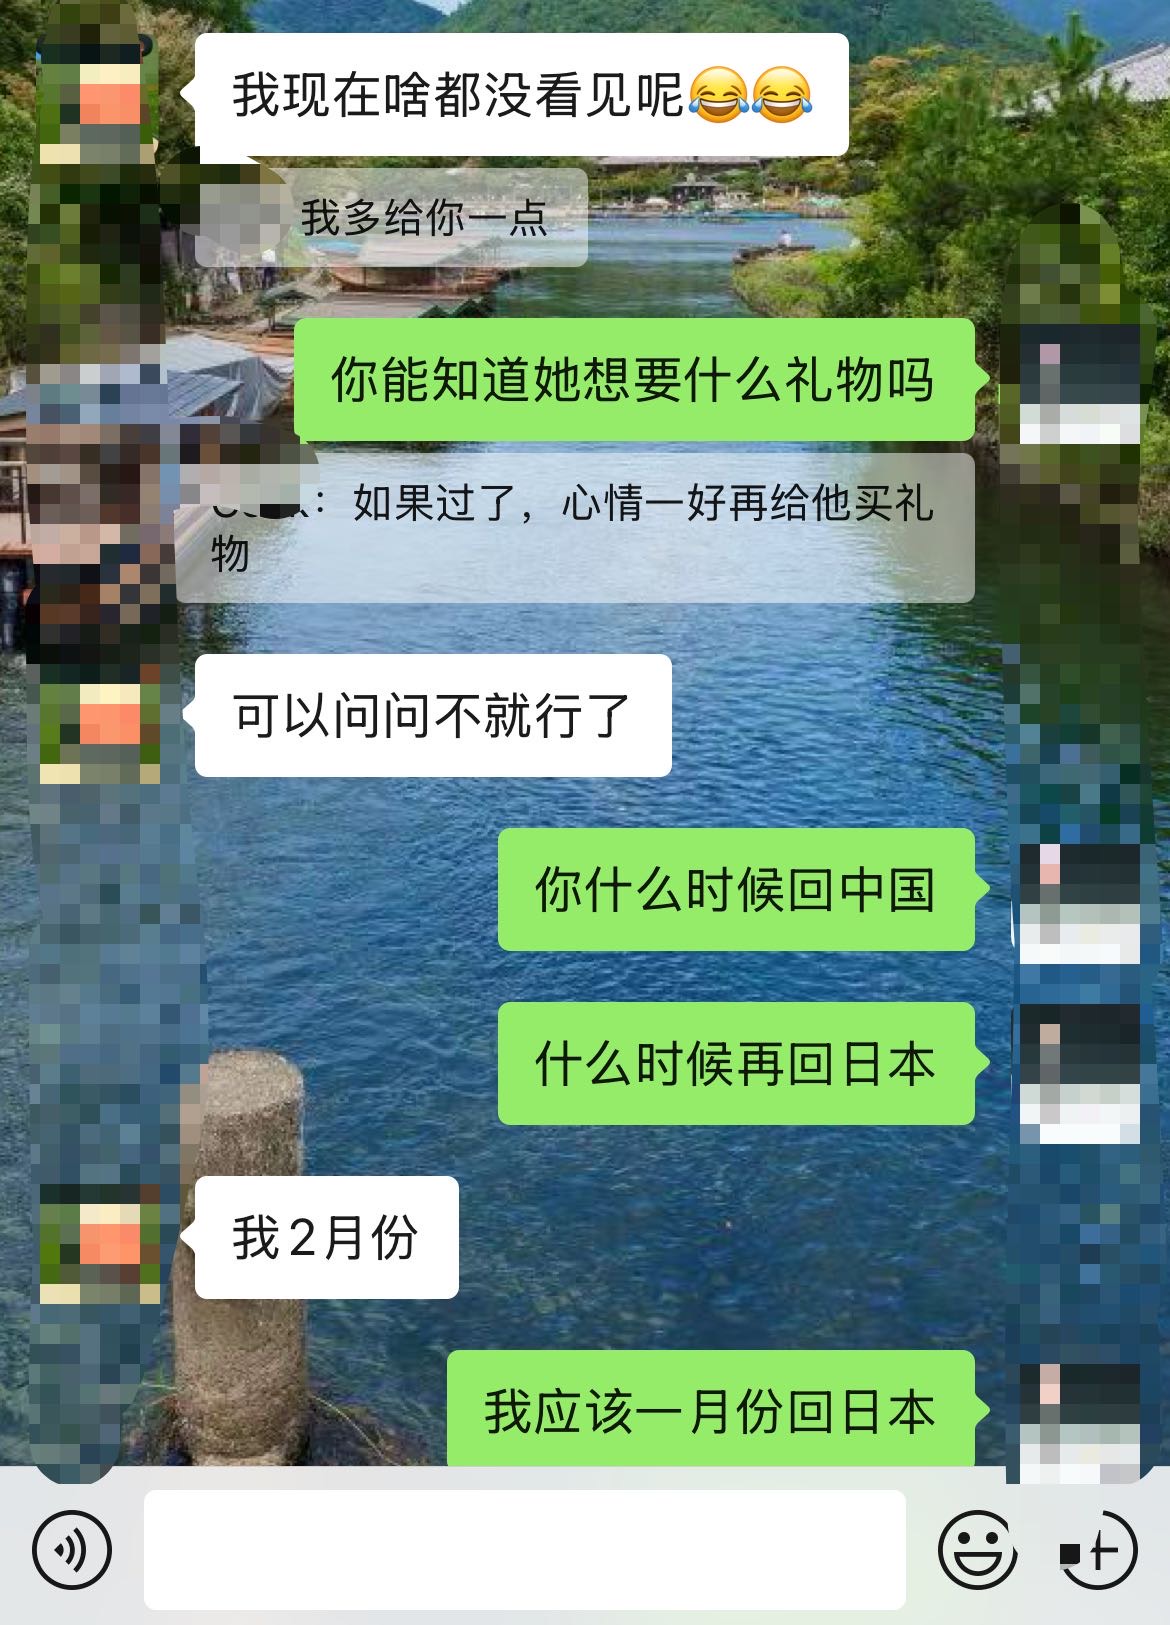 我现在啥都没看见呢😂😂
我多给你一点
你能知道她想要什么礼物吗
：如果过了，心情一好再给他买礼
物
可以问问不就行了
你什么时候回中国
什么时候再回日本
我2月份
我应该一月份回日本